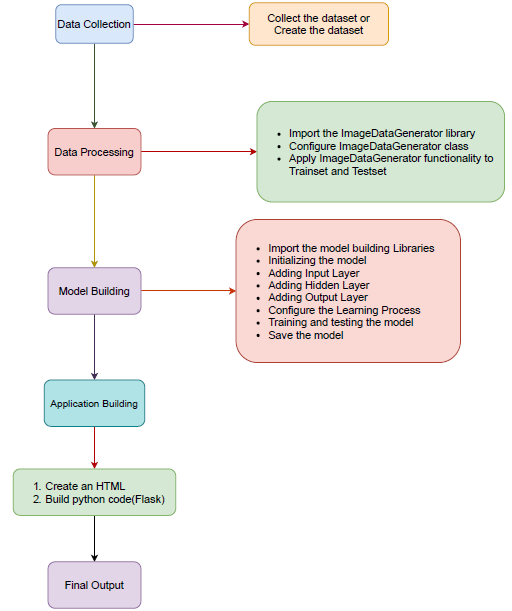 Data Collection
Collect the dataset or
Create the dataset
Data Processing
• Import the ImageDataGenerator library
• Configure ImageDataGenerator class
• Apply ImageDataGenerator functionality to
Trainset and Testset
Model Building
• Import the model building Libraries
• Initializing the model
• Adding Input Layer
• Adding Hidden Layer
• Adding Output Layer
• Configure the Learning Process
• Training and testing the model
• Save the model
Application Building
1. Create an HTML
2. Build python code(Flask)
Final Output